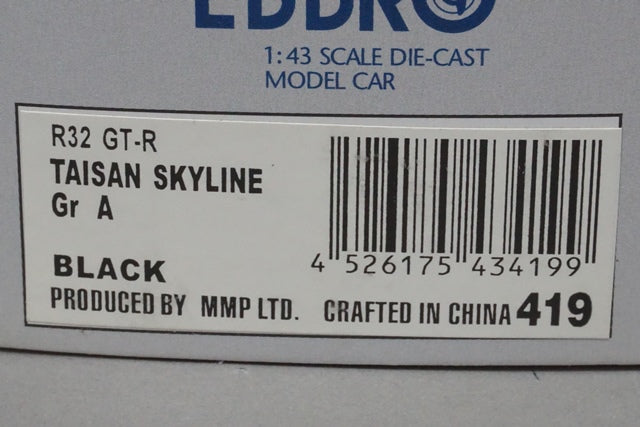 EBBRO
1:43 SCALE DIE-CAST
MODEL CAR
R32 GT-R
TAISAN SKYLINE
Gr A
BLACK
4 526175 434199
PRODUCED BY MMP LTD. CRAFTED IN CHINA 419